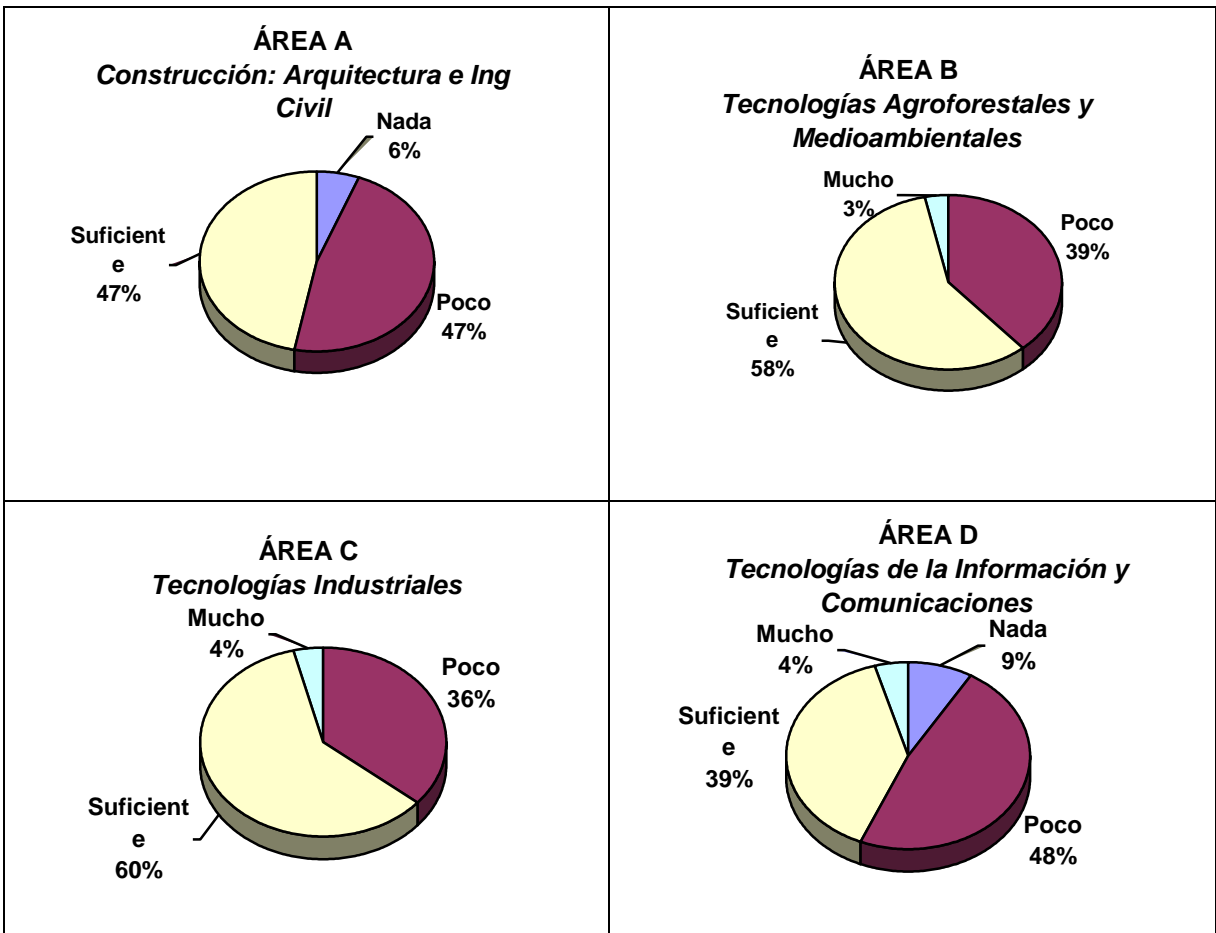 ÁREA A
Construcción: Arquitectura e Ing
Civil
Nada
6%
Suficient
e
47%
Poco
47%
ÁREA B
Tecnologías Agroforestales y
Medioambientales
Mucho
3%
Poco
39%
Suficient
e
58%
ÁREA C
Tecnologías Industriales
Mucho
4%
Poco
36%
Suficient
e
60%
ÁREA D
Tecnologías de la Información y
Comunicaciones
Mucho
4%
Nada
9%
Suficient
e
39%
Poco
48%